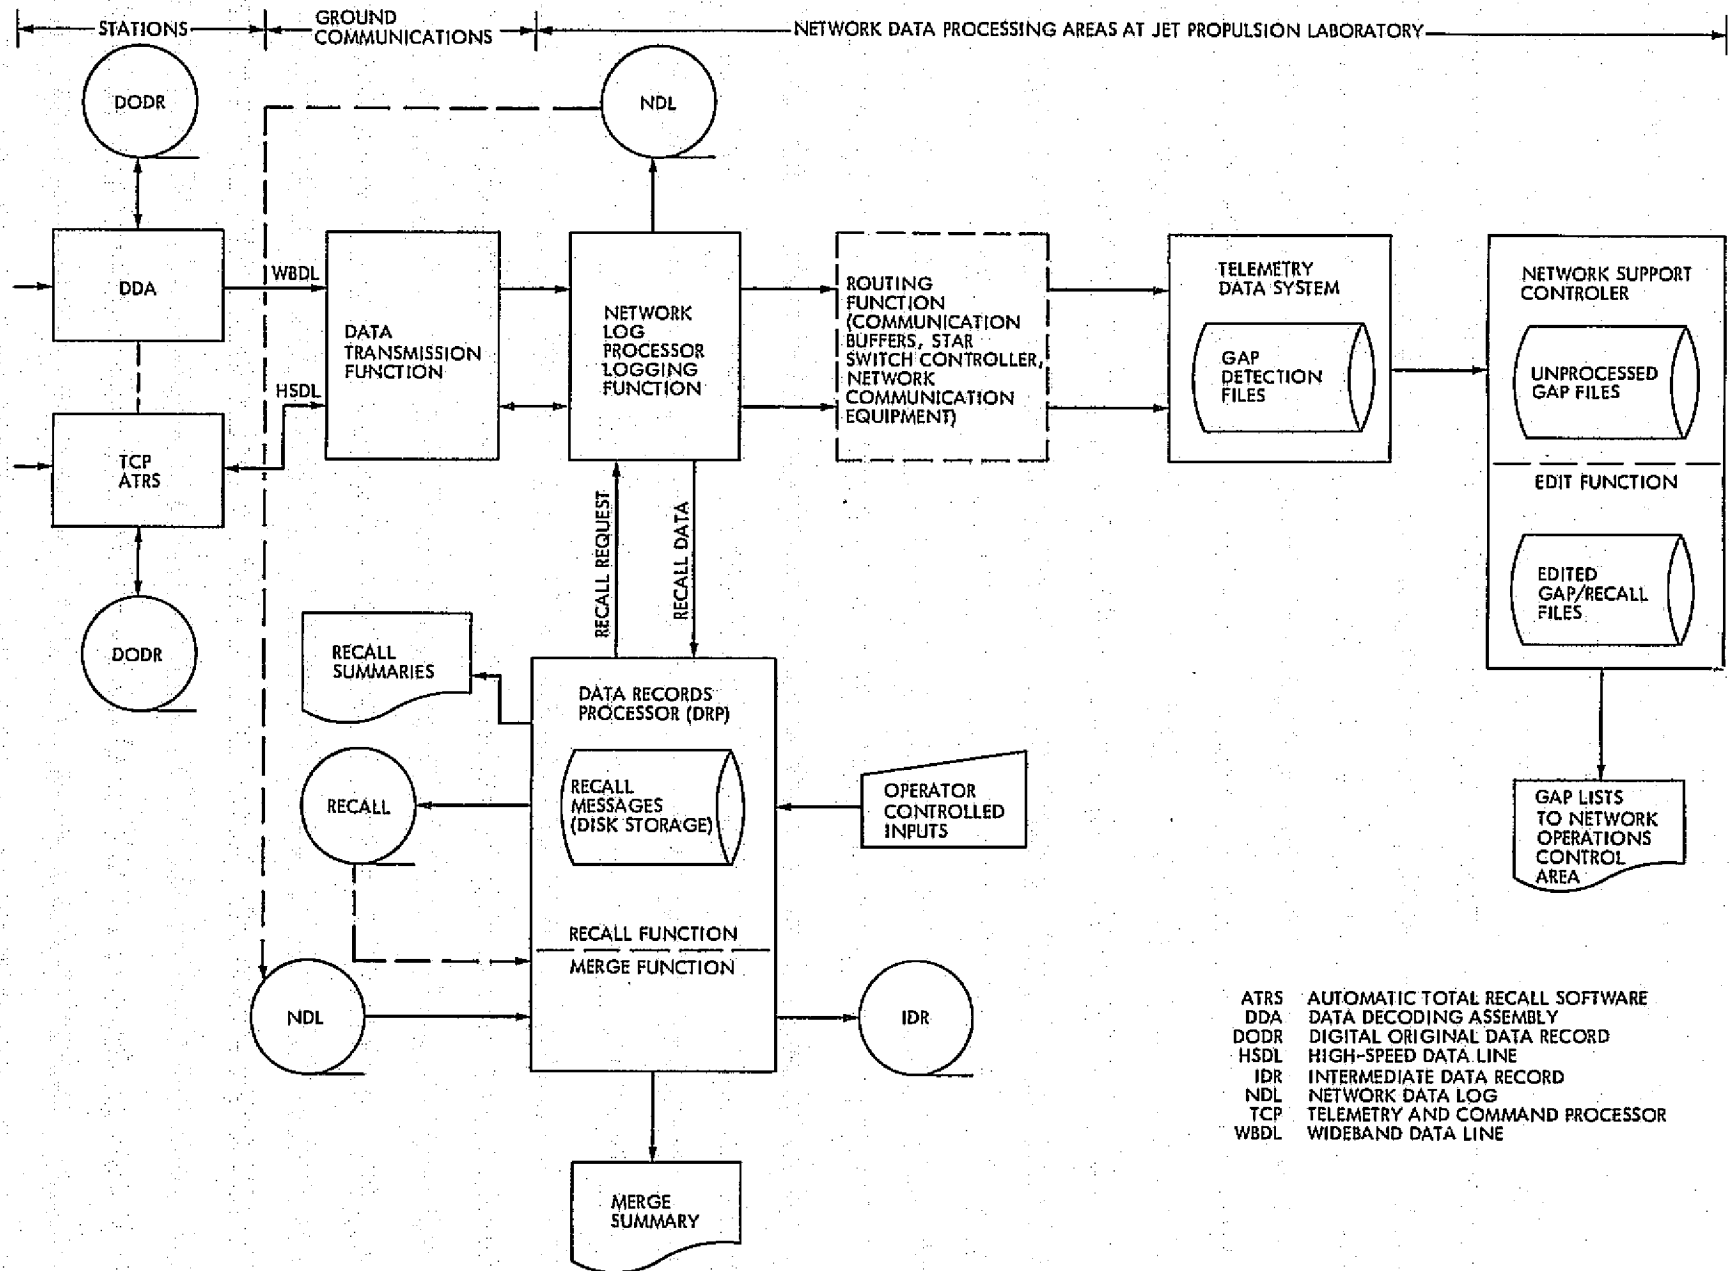 STATIONS
GROUND
COMMUNICATIONS
NETWORK DATA PROCESSING AREAS AT JET PROPULSION LABORATORY
DODR
NDL
DDA
WBDL
HSDL
DATA
TRANSMISSION
FUNCTION
NETWORK
LOG
PROCESSOR
LOGGING
FUNCTION
ROUTING
FUNCTION
(COMMUNICATION
BUFFERS, STAR
SWITCH CONTROLLER,
NETWORK
COMMUNICATION
EQUIPMENT)
TELEMETRY
DATA SYSTEM
GAP
DETECTION
FILES
NETWORK SUPPORT
CONTROLER
UNPROCESSED
GAP FILES
EDIT FUNCTION
EDITED
GAP/RECALL
FILES
TCP
ATRS
DODR
RECALL REQUEST
RECALL DATA
RECALL
SUMMARIES
DATA RECORDS
PROCESSOR (DRP)
RECALL
RECALL
MESSAGES
(DISK STORAGE)
OPERATOR
CONTROLLED
INPUTS
GAP LISTS
TO NETWORK
OPERATIONS
CONTROL
AREA
RECALL FUNCTION
MERGE FUNCTION
NDL
IDR
MERGE
SUMMARY
ATRS AUTOMATIC TOTAL RECALL SOFTWARE
DDA DATA DECODING ASSEMBLY
DODR DIGITAL ORIGINAL DATA RECORD
HSDL HIGH-SPEED DATA LINE
IDR INTERMEDIATE DATA RECORD
NDL NETWORK DATA LOG
TCP TELEMETRY AND COMMAND PROCESSOR
WBDL WIDEBAND DATA LINE